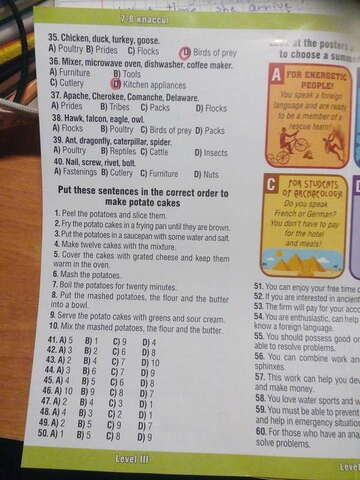 time she arrive
7-8 классы
35. Chicken, duck, turkey, goose.
A) Poultry B) Prides C) Flocks D) Birds of prey
36. Mixer, microwave oven, dishwasher, coffee maker.
A) Furniture B) Tools
C) Cutlery D) Kitchen appliances
37. Apache, Cherokee, Comanche, Delaware.
A) Prides B) Tribes C) Packs D) Flocks
38. Hawk, falcon, eagle, owl.
A) Flocks B) Poultry C) Birds of prey D) Packs
39. Ant, dragonfly, caterpillar, spider.
A) Poultry B) Reptiles C) Cattle D) Insects
40. Nail, screw, rivet, bolt.
A) Fastenings B) Cutlery C) Furniture D) Nuts
Put these sentences in the correct order to
make potato cakes
1. Peel the potatoes and slice them.
2. Fry the potato cakes in a frying pan until they are brown.
3. Put the potatoes in a saucepan with some water and salt.
4. Make twelve cakes with the mixture.
5. Cover the cakes with grated cheese and keep them
warm in the oven.
6. Mash the potatoes.
7. Boil the potatoes for twenty minutes.
8. Put the mashed potatoes, the flour and the butter
into a bowl.
9. Serve the potato cakes with greens and sour cream.
10. Mix the mashed potatoes, the flour and the butter.
41. A) 5 B) 1 C) 9 D) 4
42. A) 3 B) 2 C) 6 D) 8
43. A) 2 B) 4 C) 7 D) 10
44. A) 3 B) 6 C) 7 D) 9
45. A) 4 B) 5 C) 6 D) 8
46. A) 10 B) 9 C) 8 D) 7
47. A) 2 B) 4 C) 3 D) 1
48. A) 4 B) 3 C) 2 D) 1
49. A) 2 B) 5 C) 9 D) 7
50. A) 1 B) 5 C) 8 D) 9
Level III
at the posters
to choose a summer
A
FOR ENERGETIC
PEOPLE!
You speak a foreign
language and are ready
to be a member of a
rescue team!
C
FOR STUDENTS
OF ARCHAEOLOGY
Do you speak
French or German?
You don't have to pay
for the hotel
and meals!
51. You can enjoy your free time
52. If you are interested in ancient
53. The firm will pay for your
54. You are enthusiastic, can help
know a foreign language.
55. You should possess good
able to resolve problems.
56. You can combine work an
sphinxes.
57. This work can help you de
and make money.
58. You love water sports and
59. You must be able to prevent
and help in emergency situation
60. For those who have an
solve problems.
Level